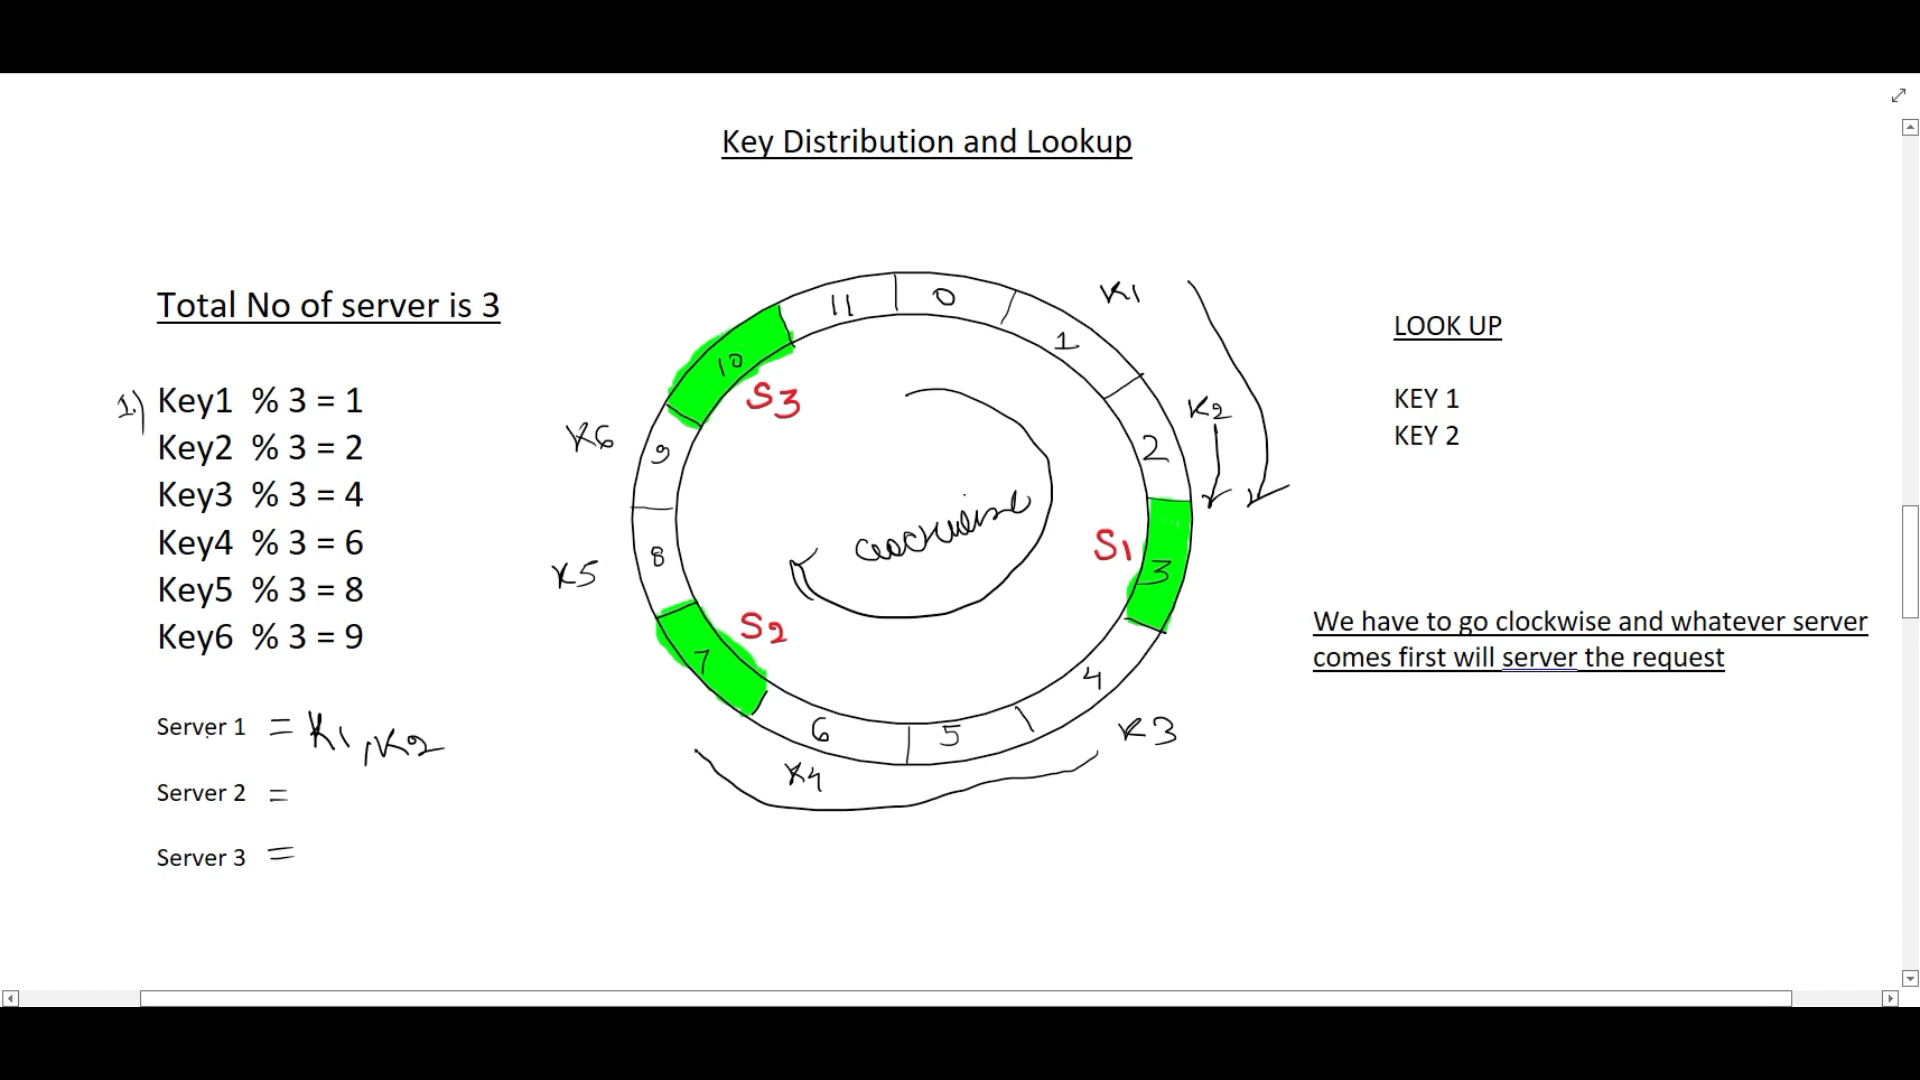 Key Distribution and Lookup
Total No of server is 3
1.) Key1 % 3 = 1
Key2 % 3 = 2
Key3 % 3 = 4
Key4 % 3 = 6
Key5 % 3 = 8
Key6 % 3 = 9
Server 1 = K1, K2
Server 2 =
Server 3 =
11
0
1
2
3
4
5
6
7
8
9
10
K1
K2
K3
K4
K5
K6
S1
S2
S3
clockwise
LOOK UP
KEY 1
KEY 2
We have to go clockwise and whatever server
comes first will server the request